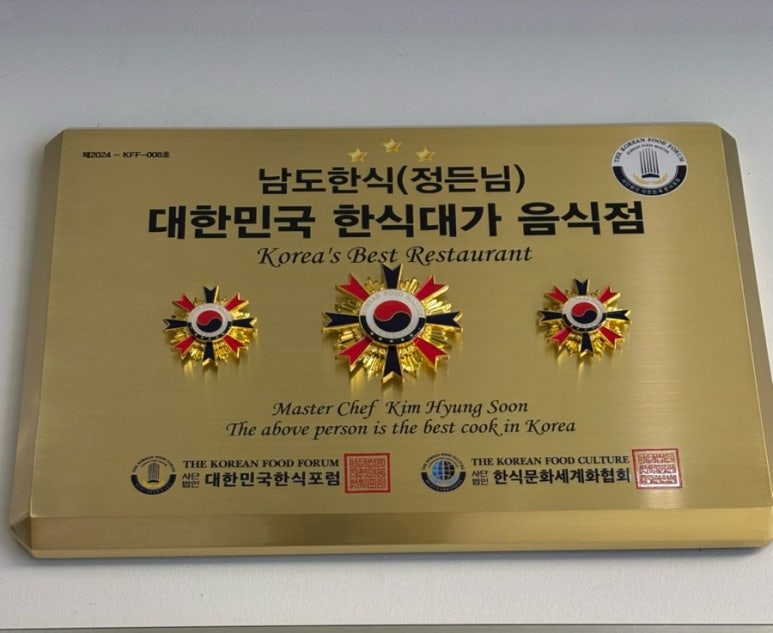 제2024 - KFF-008호
THE KOREAN FOOD FORUM
남도한식(정든님)
대한민국 한식대가 음식점
Korea's Best Restaurant
Master Chef Kim Hyung Soon
The above person is the best cook in Korea
THE KOREAN FOOD FORUM
사단법인 대한민국한식포럼
THE KOREAN FOOD CULTURE
사단법인 한식문화세계화협회